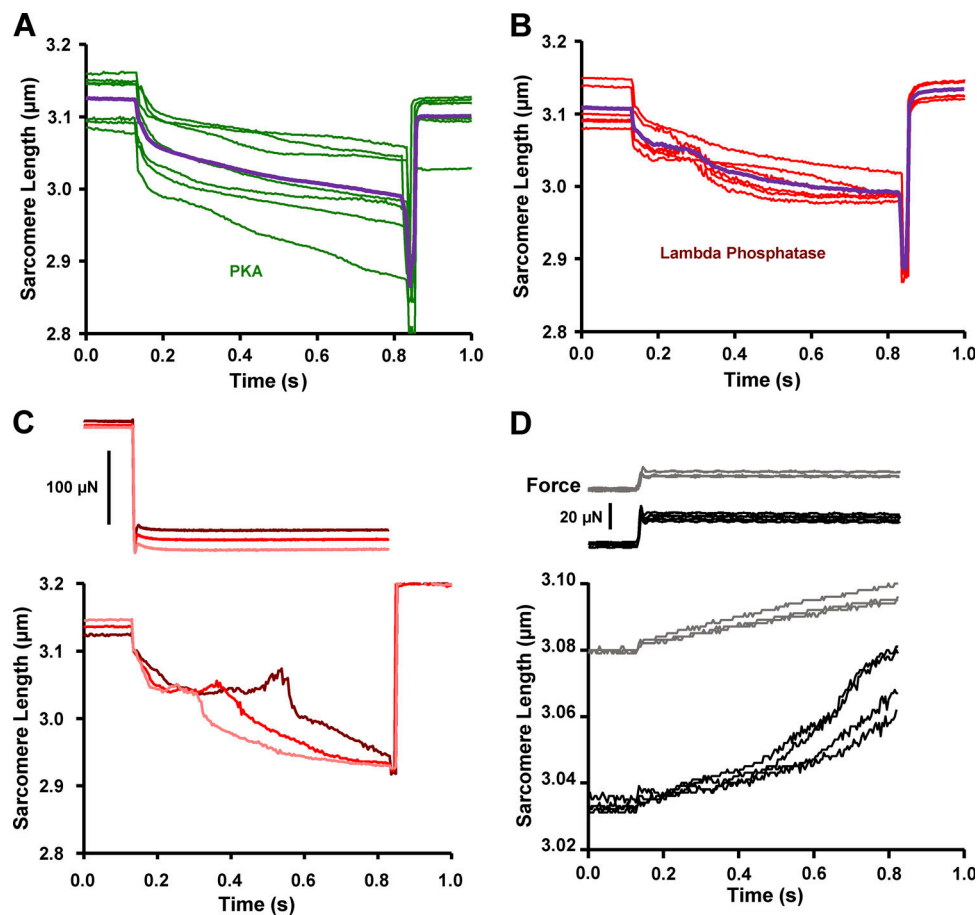 A
B
3.2
3.1
3.0
2.9
2.8
Sarcomere Length (µm)
PKA
0.0 0.2 0.4 0.6 0.8 1.0
Time (s)
3.2
3.1
3.0
2.9
2.8
Sarcomere Length (µm)
Lambda Phosphatase
0.0 0.2 0.4 0.6 0.8 1.0
Time (s)
C
100 µN
3.2
3.1
3.0
2.9
2.8
Sarcomere Length (µm)
0.0 0.2 0.4 0.6 0.8 1.0
Time (s)
D
Force
20 µN
3.10
3.08
3.06
3.04
3.02
Sarcomere Length (µm)
0.0 0.2 0.4 0.6 0.8 1.0
Time (s)